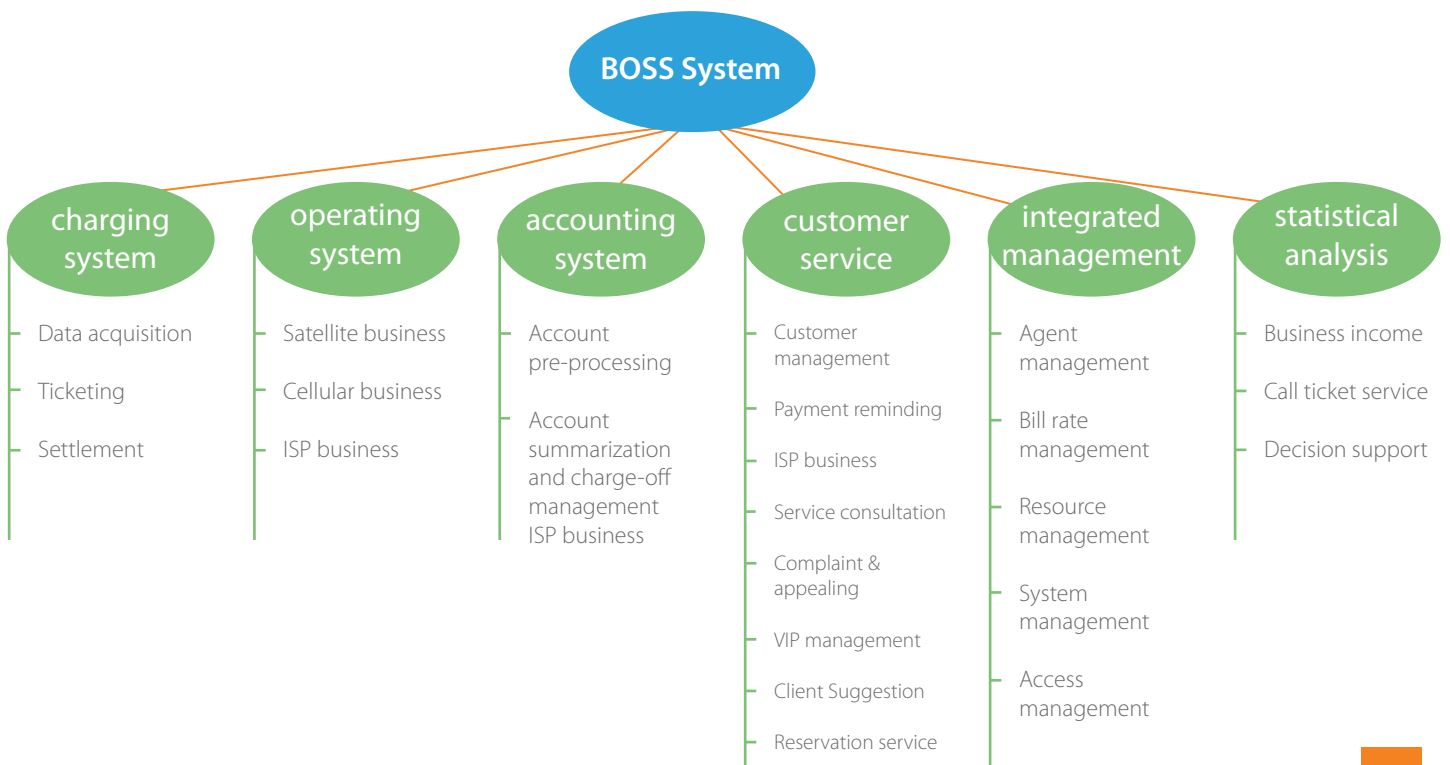 BOSS System
charging
system
Data acquisition
Ticketing
Settlement
operating
system
Satellite business
Cellular business
ISP business
accounting
system
Account
pre-processing
Account
summarization
and charge-off
management
ISP business
customer
service
Customer
management
Payment reminding
ISP business
Service consultation
Complaint &
appealing
VIP management
Client Suggestion
Reservation service
integrated
management
Agent
management
Bill rate
management
Resource
management
System
management
Access
management
statistical
analysis
Business income
Call ticket service
Decision support